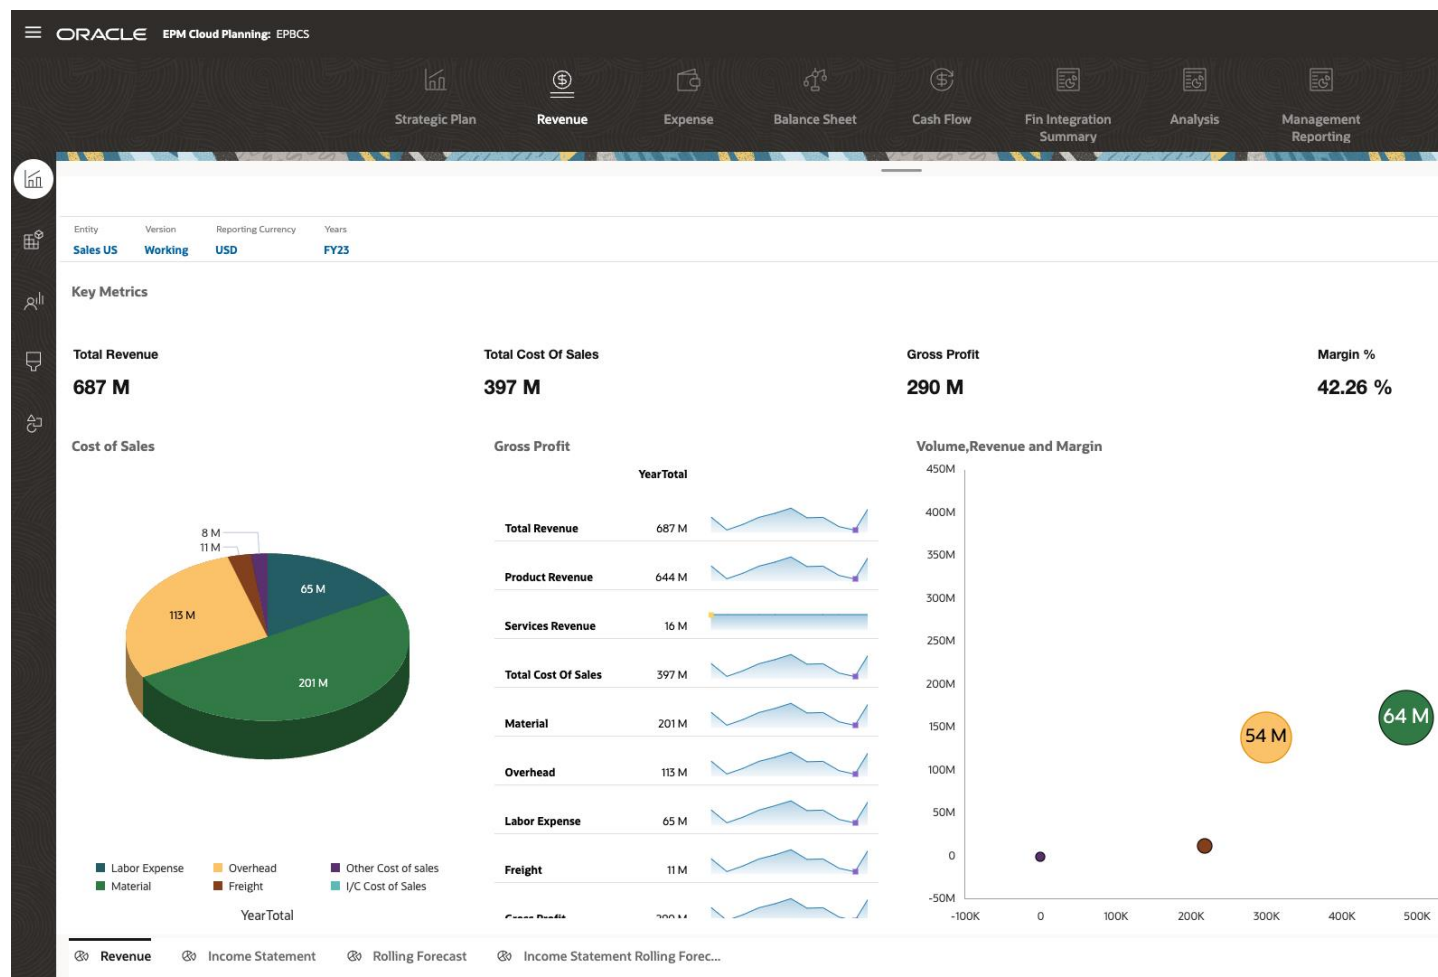 ORACLE EPM Cloud Planning: EPBCS
Strategic Plan
Revenue
Expense
Balance Sheet
Cash Flow
Fin Integration
Summary
Analysis
Management
Reporting
Entity Version Reporting Currency Years
Sales US Working USD FY23
Key Metrics
Total Revenue
687 M
Total Cost Of Sales
397 M
Gross Profit
290 M
Margin %
42.26 %
Cost of Sales
8 M
11 M
65 M
113 M
201 M
Labor Expense Overhead Other Cost of sales
Material Freight I/C Cost of Sales
YearTotal
Gross Profit
YearTotal
Total Revenue 687 M
Product Revenue 644 M
Services Revenue 16 M
Total Cost Of Sales 397 M
Material 201 M
Overhead 113 M
Labor Expense 65 M
Freight 11 M
Gross Profit 290 M
Volume,Revenue and Margin
450M
400M
350M
300M
250M
200M
150M
100M
50M
0
-50M
64 M
54 M
-100K 0 100K 200K 300K 400K 500K
Revenue Income Statement Rolling Forecast Income Statement Rolling Forec...